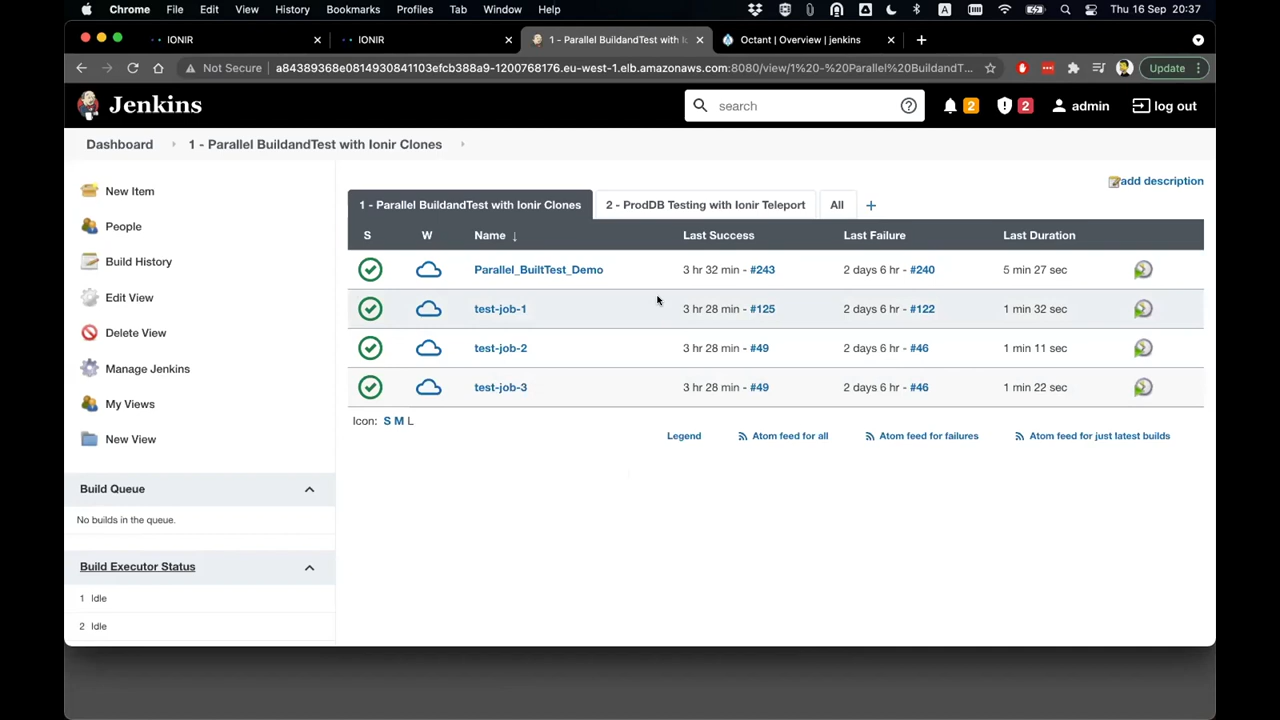 Chrome File Edit View History Bookmarks Profiles Tab Window Help A Thu 16 Sep 20:37
IONIR IONIR 1 - Parallel BuildandTest with I Octant | Overview | jenkins
Not Secure a84389368e0814930841103efcb388a9-1200768176.eu-west-1.elb.amazonaws.com:8080/view/1%20-%20Parallel%20BuildandT... Update
Jenkins search 2 2 admin log out
Dashboard 1 - Parallel BuildandTest with Ionir Clones
add description
New Item
People
Build History
Edit View
Delete View
Manage Jenkins
My Views
New View
Build Queue
No builds in the queue.
Build Executor Status
1 Idle
2 Idle
1 - Parallel BuildandTest with Ionir Clones 2 - ProdDB Testing with Ionir Teleport All +
S W Name ↓ Last Success Last Failure Last Duration
Parallel_BuiltTest_Demo 3 hr 32 min - #243 2 days 6 hr - #240 5 min 27 sec
test-job-1 3 hr 28 min - #125 2 days 6 hr - #122 1 min 32 sec
test-job-2 3 hr 28 min - #49 2 days 6 hr - #46 1 min 11 sec
test-job-3 3 hr 28 min - #49 2 days 6 hr - #46 1 min 22 sec
Icon: S M L
Legend Atom feed for all Atom feed for failures Atom feed for just latest builds